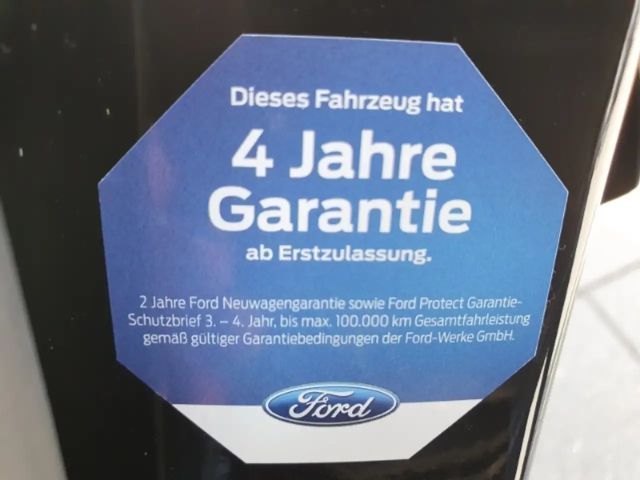 Dieses Fahrzeug hat
4 Jahre
Garantie
ab Erstzulassung.
2 Jahre Ford Neuwagengarantie sowie Ford Protect Garantie-
Schutzbrief 3. – 4. Jahr, bis max. 100.000 km Gesamtfahrleistung
gemäß gültiger Garantiebedingungen der Ford-Werke GmbH.
Ford